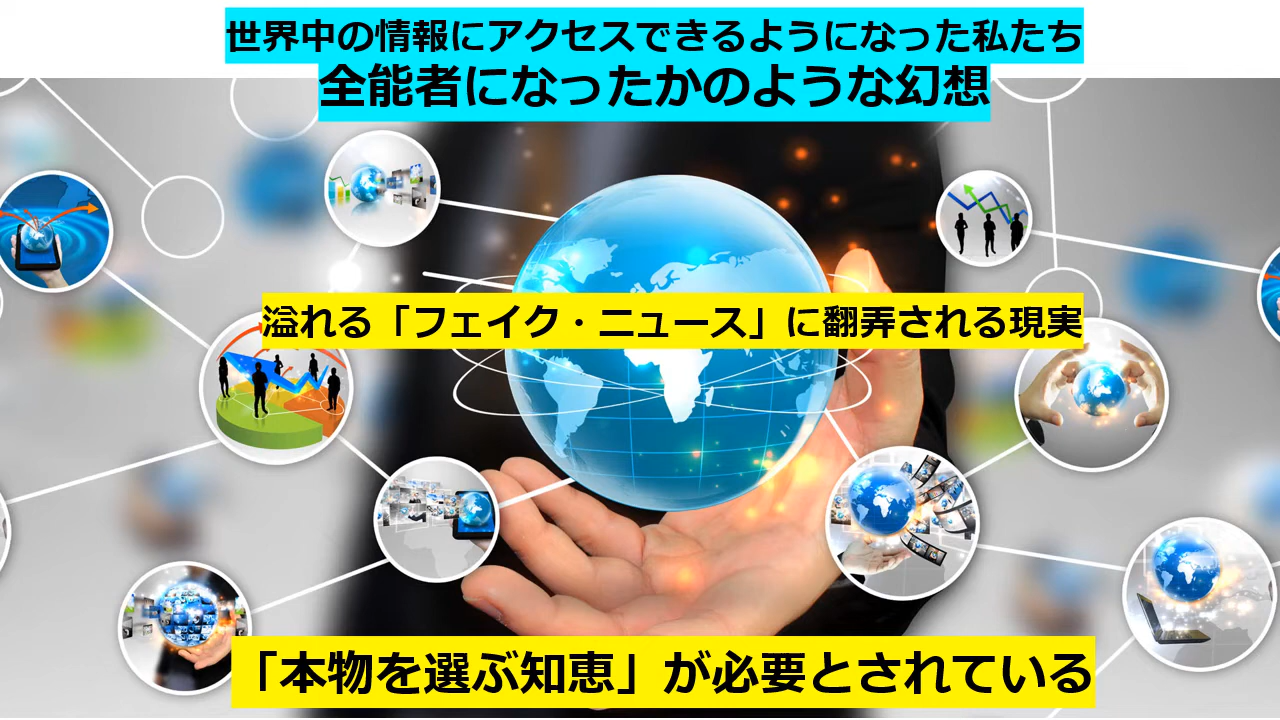 世界中の情報にアクセスできるようになった私たち
全能者になったかのような幻想
溢れる「フェイク・ニュース」に翻弄される現実
「本物を選ぶ知恵」が必要とされている